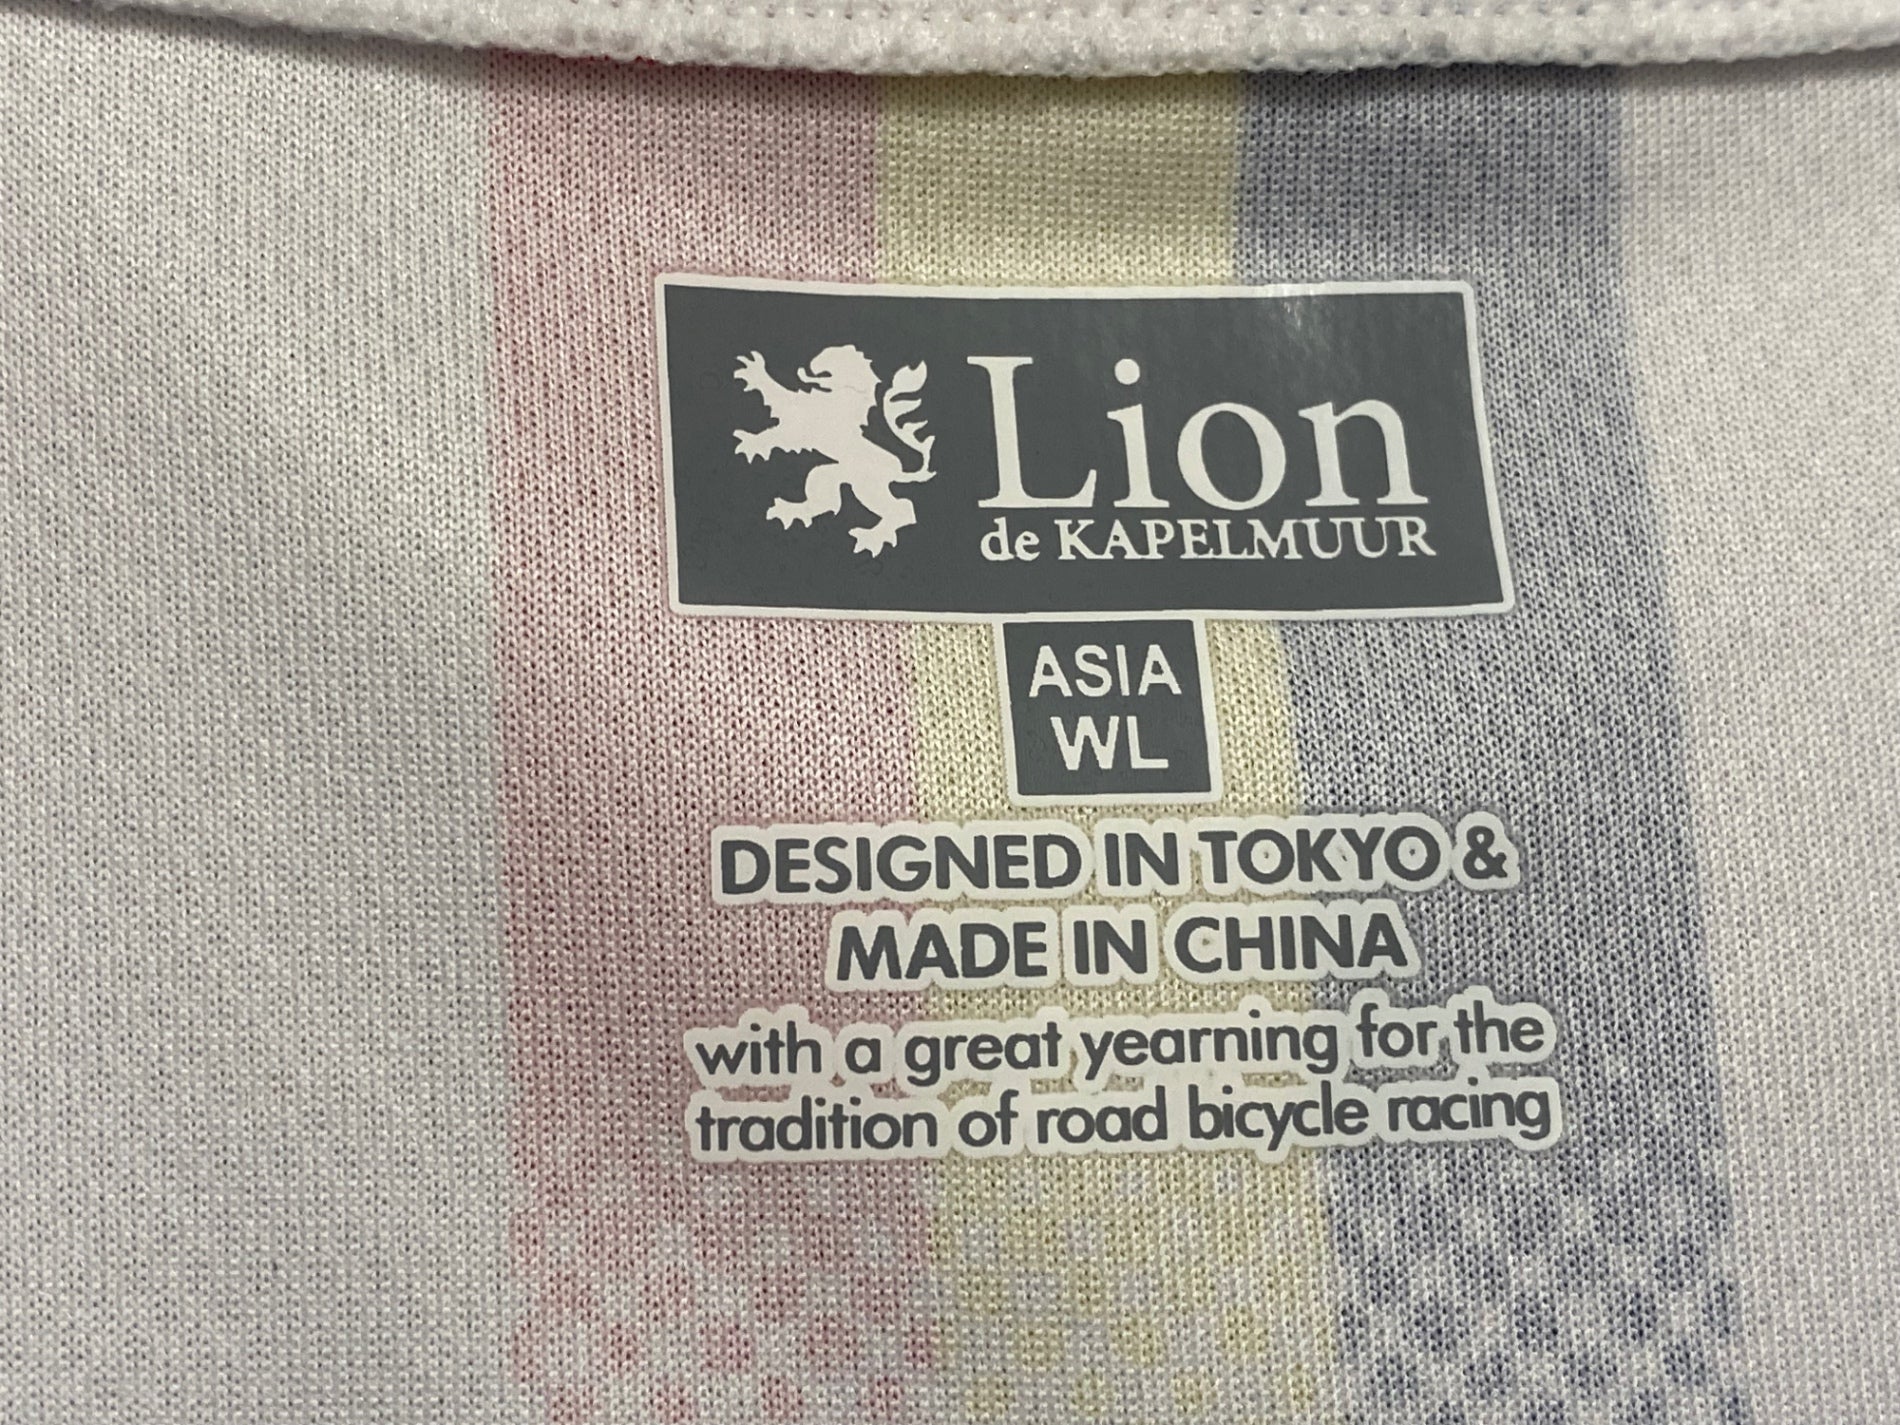 Lion
de KAPELMUUR
ASIA
WL
DESIGNED IN TOKYO &
MADE IN CHINA
with a great yearning for the
tradition of road bicycle racing